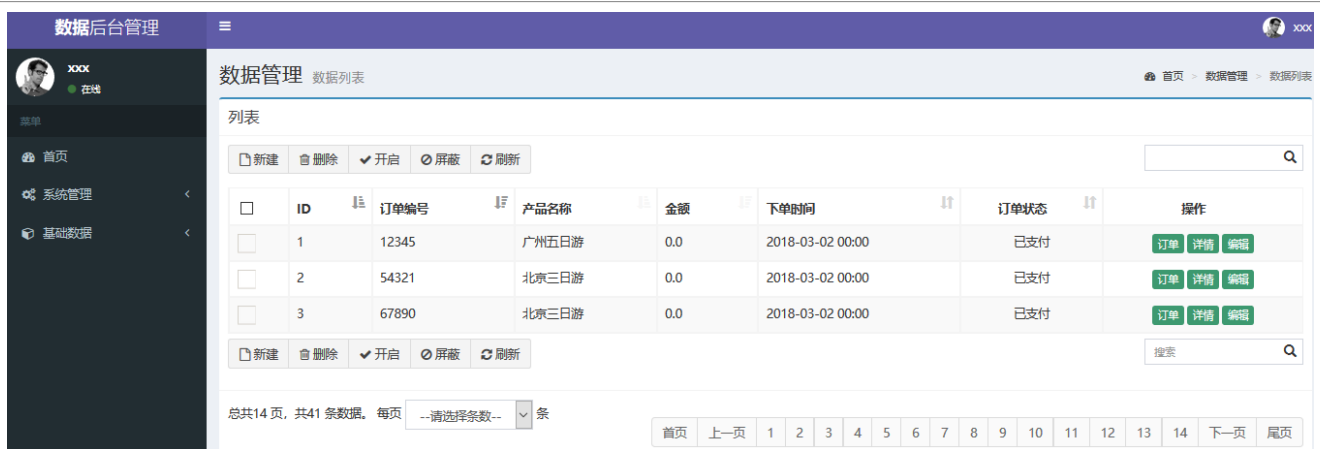 数据后台管理
xxx
xxx
在线
菜单
首页
系统管理
基础数据
数据管理 数据列表
首页 > 数据管理 > 数据列表
列表
新建 删除 开启 屏蔽 刷新
ID 订单编号 产品名称 金额 下单时间 订单状态 操作
1 12345 广州五日游 0.0 2018-03-02 00:00 已支付 订单 详情 编辑
2 54321 北京三日游 0.0 2018-03-02 00:00 已支付 订单 详情 编辑
3 67890 北京三日游 0.0 2018-03-02 00:00 已支付 订单 详情 编辑
新建 删除 开启 屏蔽 刷新 搜索
总共14 页，共41 条数据。 每页 --请选择条数-- 条
首页 上一页 1 2 3 4 5 6 7 8 9 10 11 12 13 14 下一页 尾页